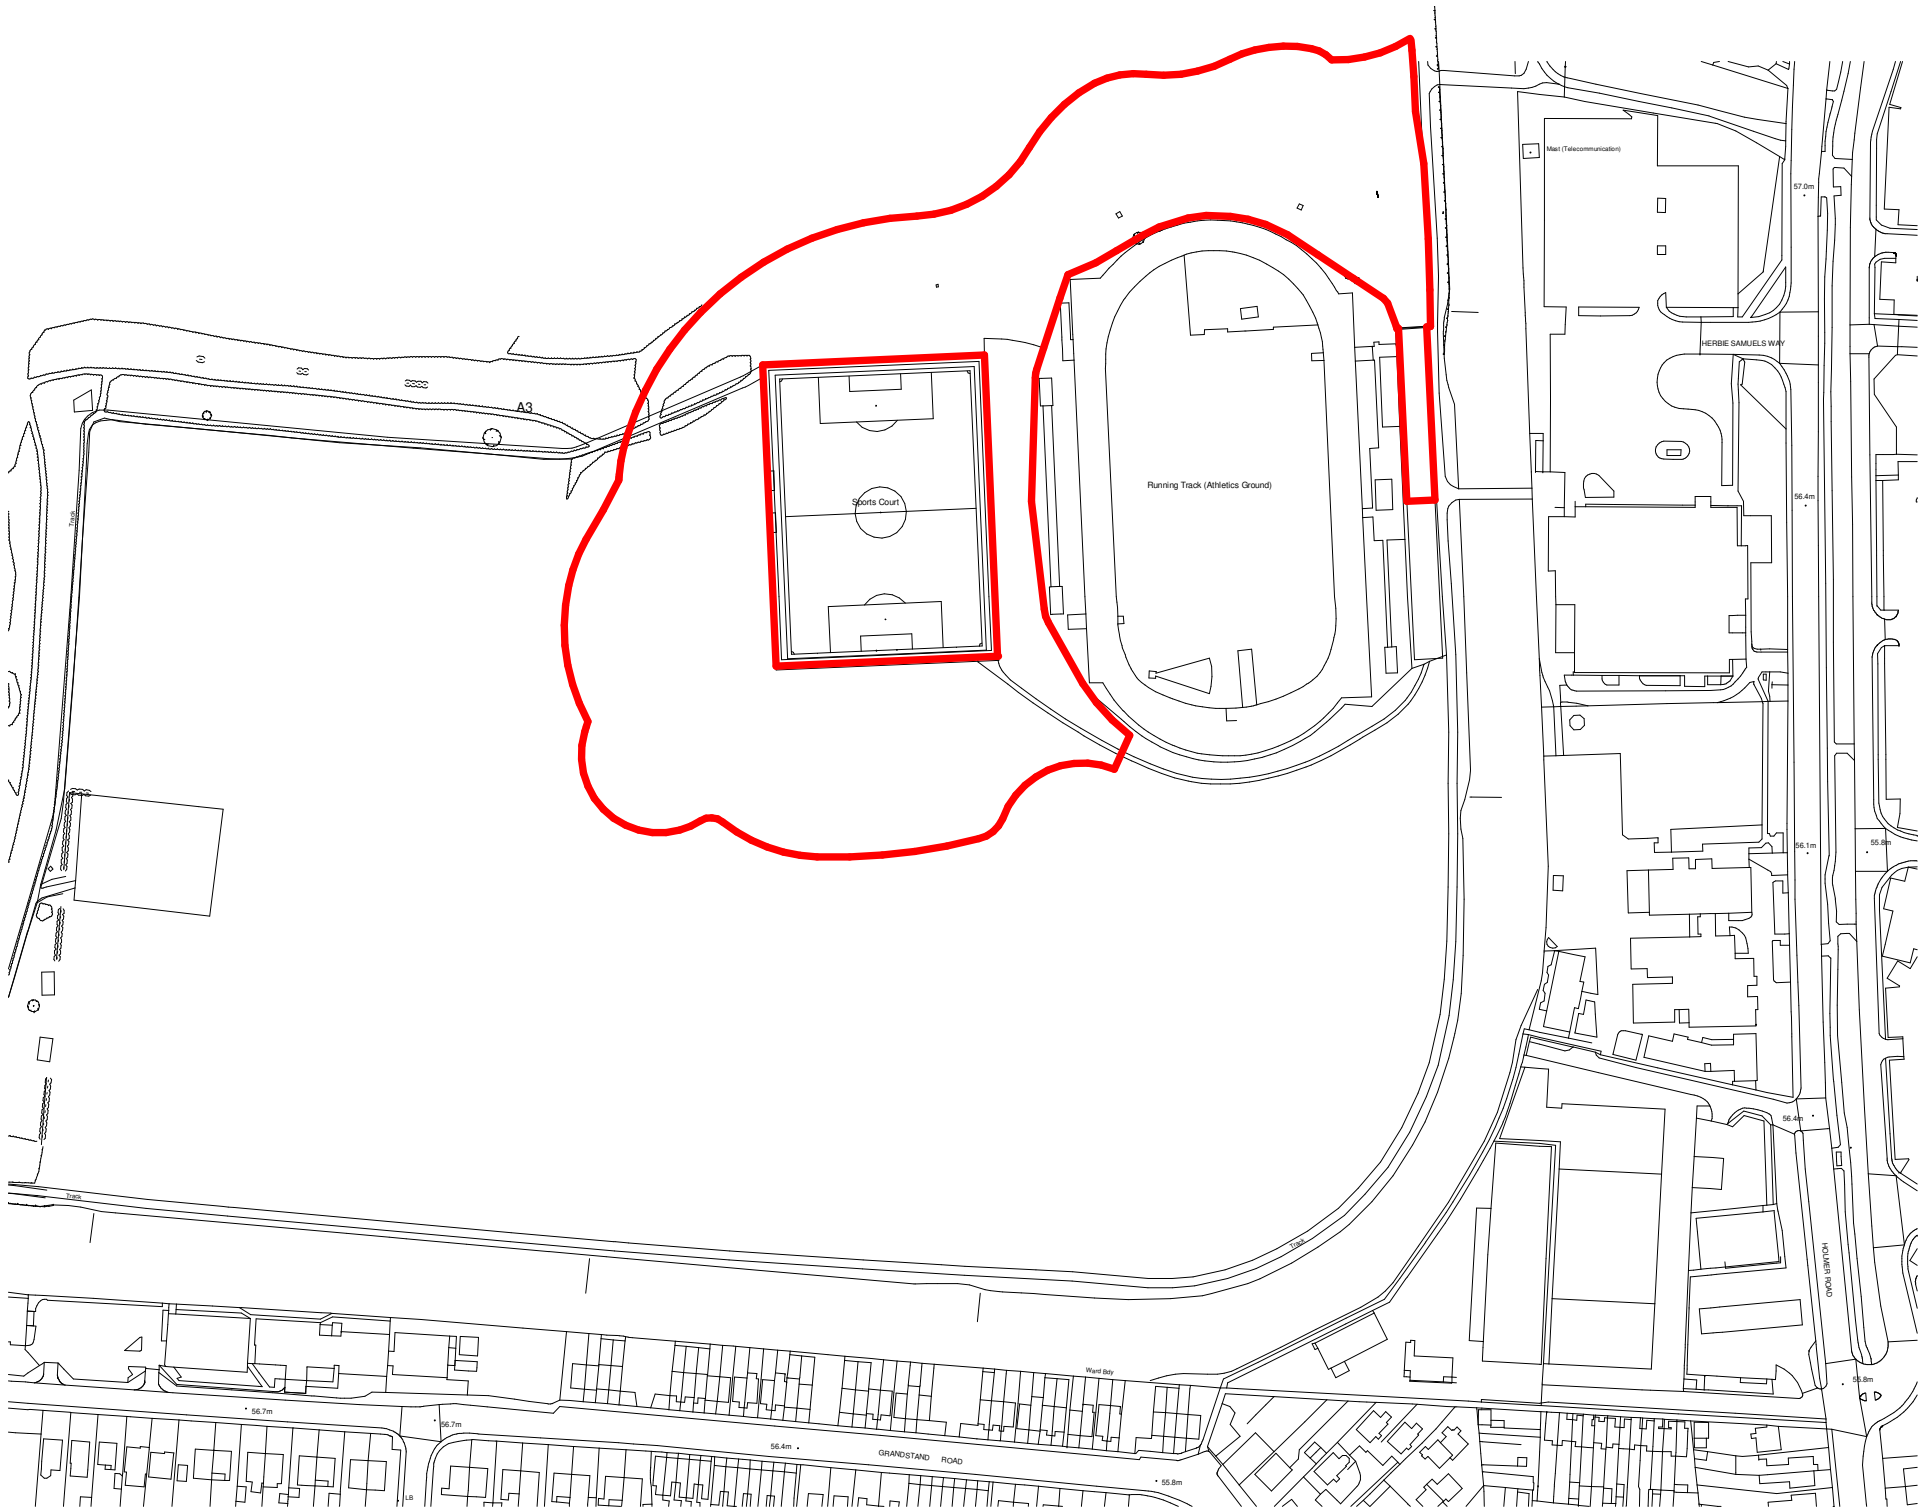 Mast (Telecommunication)
57.0m
HERBIE SAMUELS WAY
A3
Running Track (Athletics Ground)
56.4m
Sports Court
Track
56.1m
55.8m
56.4m
Track
Track
HOLMER ROAD
Ward Bdy
55.8m
56.7m
56.7m
56.4m
GRANDSTAND ROAD
55.8m
LB